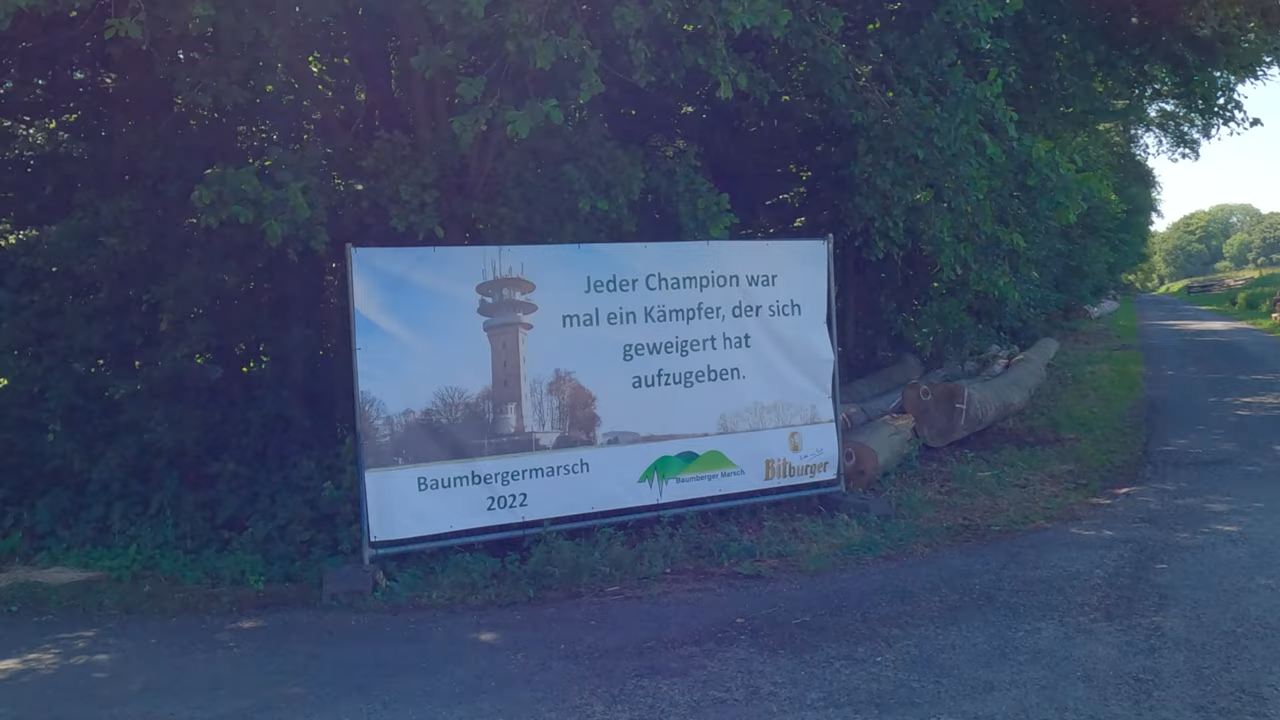 Jeder Champion war
mal ein Kämpfer, der sich
geweigert hat
aufzugeben.
Baumbergermarsch
2022
Baumberger Marsch
Bitburger